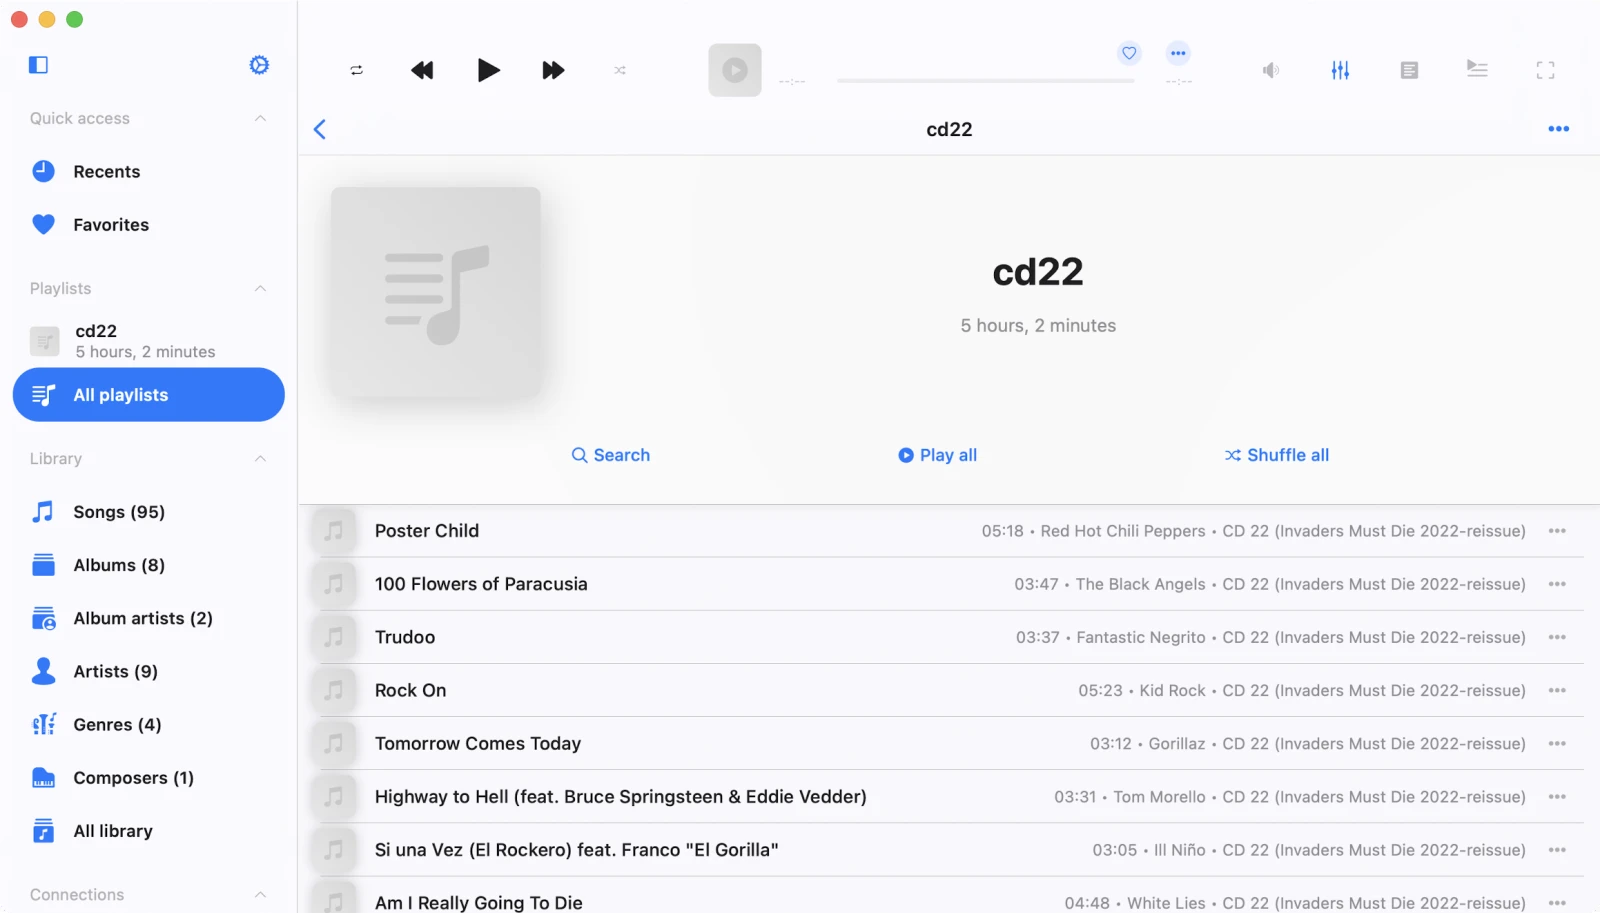 Quick access
Recents
Favorites
Playlists
cd22
5 hours, 2 minutes
All playlists
Library
Songs (95)
Albums (8)
Album artists (2)
Artists (9)
Genres (4)
Composers (1)
All library
Connections
--:--
--:--
cd22
cd22
5 hours, 2 minutes
Search
Play all
Shuffle all
Poster Child 05:18 • Red Hot Chili Peppers • CD 22 (Invaders Must Die 2022-reissue)
100 Flowers of Paracusia 03:47 • The Black Angels • CD 22 (Invaders Must Die 2022-reissue)
Trudoo 03:37 • Fantastic Negrito • CD 22 (Invaders Must Die 2022-reissue)
Rock On 05:23 • Kid Rock • CD 22 (Invaders Must Die 2022-reissue)
Tomorrow Comes Today 03:12 • Gorillaz • CD 22 (Invaders Must Die 2022-reissue)
Highway to Hell (feat. Bruce Springsteen & Eddie Vedder) 03:31 • Tom Morello • CD 22 (Invaders Must Die 2022-reissue)
Si una Vez (El Rockero) feat. Franco "El Gorilla" 03:05 • Ill Niño • CD 22 (Invaders Must Die 2022-reissue)
Am I Really Going To Die 04:48 • White Lies • CD 22 (Invaders Must Die 2022-reissue)